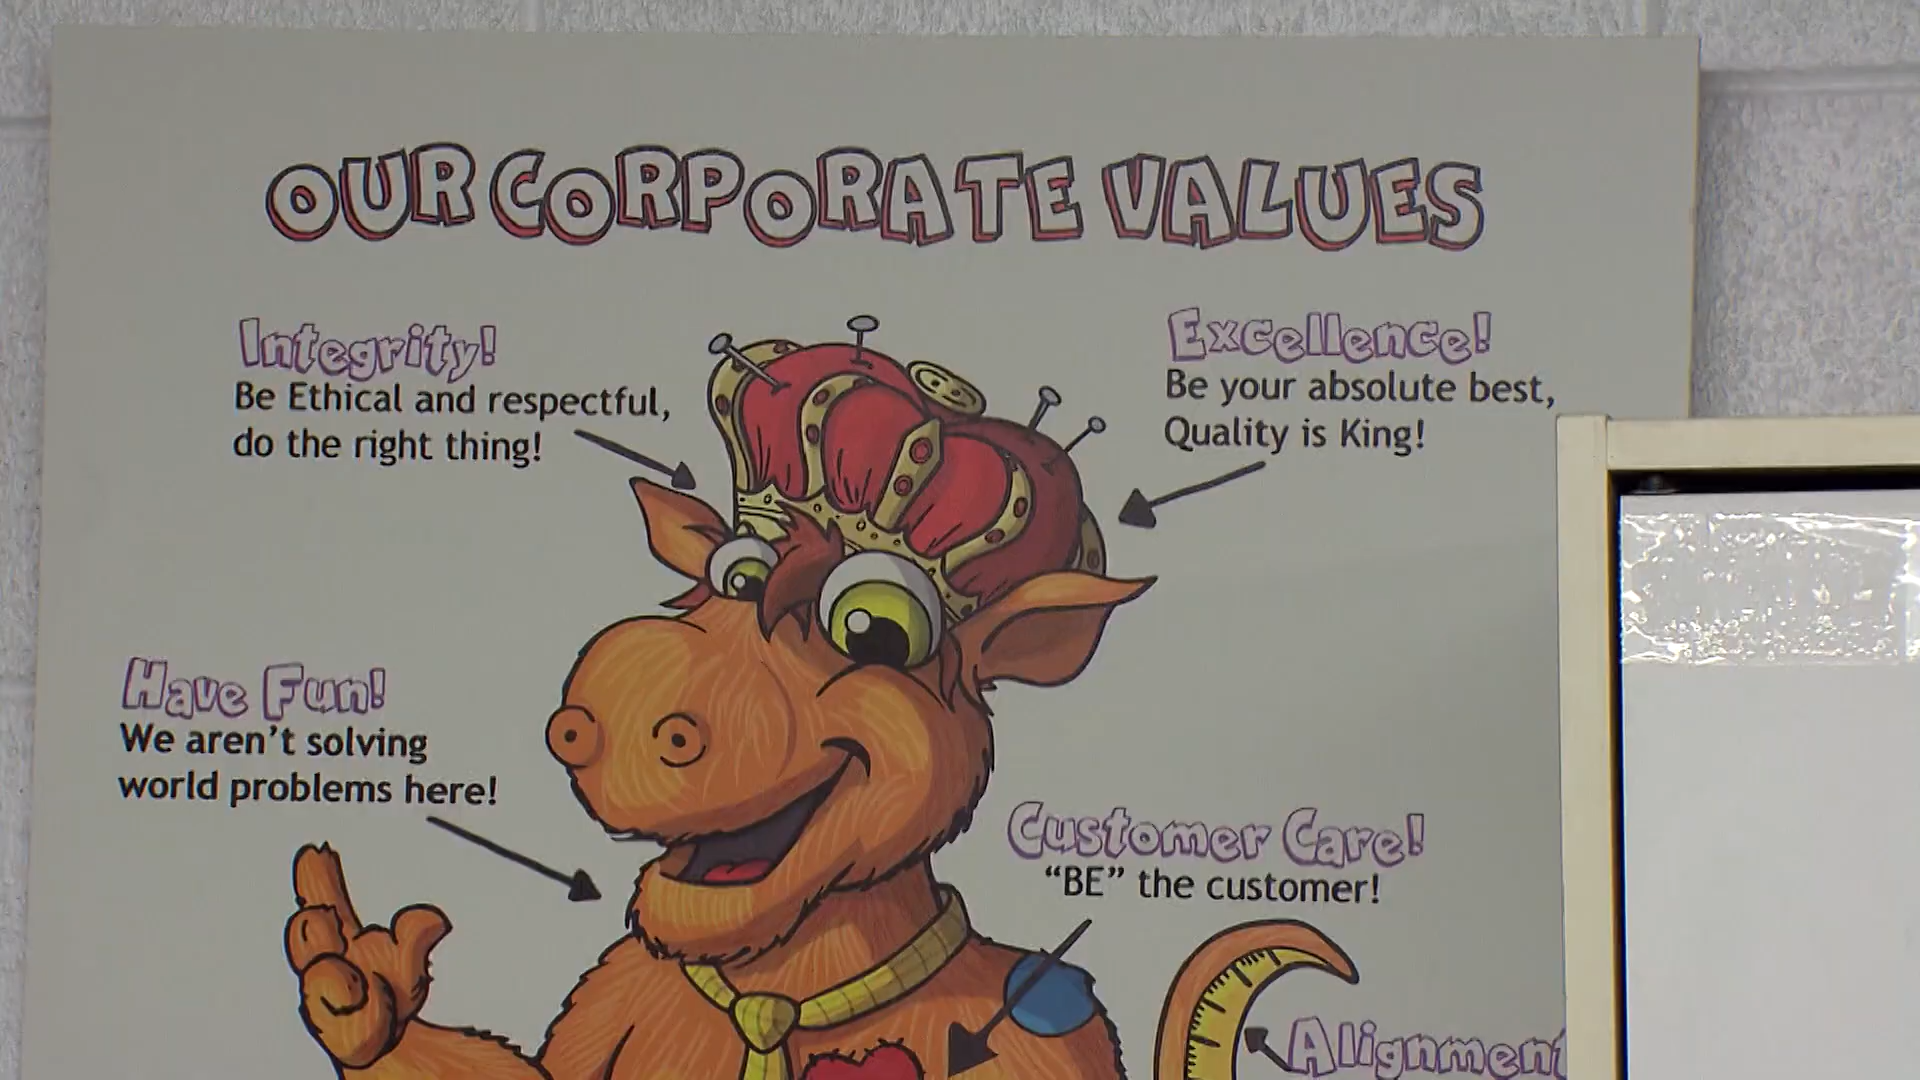 OUR CORPORATE VALUES
Integrity!
Be Ethical and respectful,
do the right thing!
Excellence!
Be your absolute best,
Quality is King!
Have Fun!
We aren't solving
world problems here!
Customer Care!
“BE” the customer!
Alignment